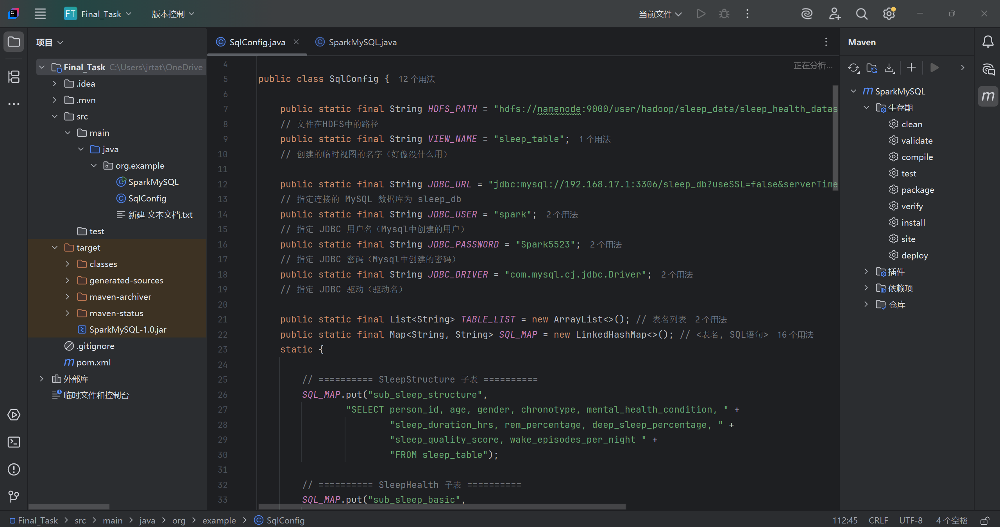 FT Final_Task 版本控制 当前文件
项目
Final_Task C:\Users\jrtat\OneDrive
.idea
.mvn
src
main
java
org.example
SparkMySQL
SqlConfig
新建 文本文档.txt
test
target
classes
generated-sources
maven-archiver
maven-status
SparkMySQL-1.0.jar
.gitignore
pom.xml
外部库
临时文件和控制台
SqlConfig.java SparkMySQL.java
正在分析...
4
5 public class SqlConfig { 12 个用法
6
7 public static final String HDFS_PATH = "hdfs://namenode:9000/user/hadoop/sleep_data/sleep_health_datas
8 // 文件在HDFS中的路径
9 public static final String VIEW_NAME = "sleep_table"; 1 个用法
10 // 创建的临时视图的名字（好像没什么用）
11
12 public static final String JDBC_URL = "jdbc:mysql://192.168.17.1:3306/sleep_db?useSSL=false&serverTime
13 // 指定连接的 MySQL 数据库为 sleep_db
14 public static final String JDBC_USER = "spark"; 2 个用法
15 // 指定 JDBC 用户名（Mysql中创建的用户）
16 public static final String JDBC_PASSWORD = "Spark5523"; 2 个用法
17 // 指定 JDBC 密码（Mysql中创建的密码）
18 public static final String JDBC_DRIVER = "com.mysql.cj.jdbc.Driver"; 2 个用法
19 // 指定 JDBC 驱动（驱动名）
20
21 public static final List<String> TABLE_LIST = new ArrayList<>(); // 表名列表 2 个用法
22 public static final Map<String, String> SQL_MAP = new LinkedHashMap<>(); // <表名, SQL语句> 16 个用法
23 static {
24
25 // ========== SleepStructure 子表 ==========
26 SQL_MAP.put("sub_sleep_structure",
27 "SELECT person_id, age, gender, chronotype, mental_health_condition, " +
28 "sleep_duration_hrs, rem_percentage, deep_sleep_percentage, " +
29 "sleep_quality_score, wake_episodes_per_night " +
30 "FROM sleep_table");
31
32 // ========== SleepHealth 子表 ==========
33 SQL_MAP.put("sub_sleep_basic",
Maven
SparkMySQL
生存期
clean
validate
compile
test
package
verify
install
site
deploy
插件
依赖项
仓库
Final_Task > src > main > java > org > example > SqlConfig 112:45 CRLF UTF-8 4 个空格